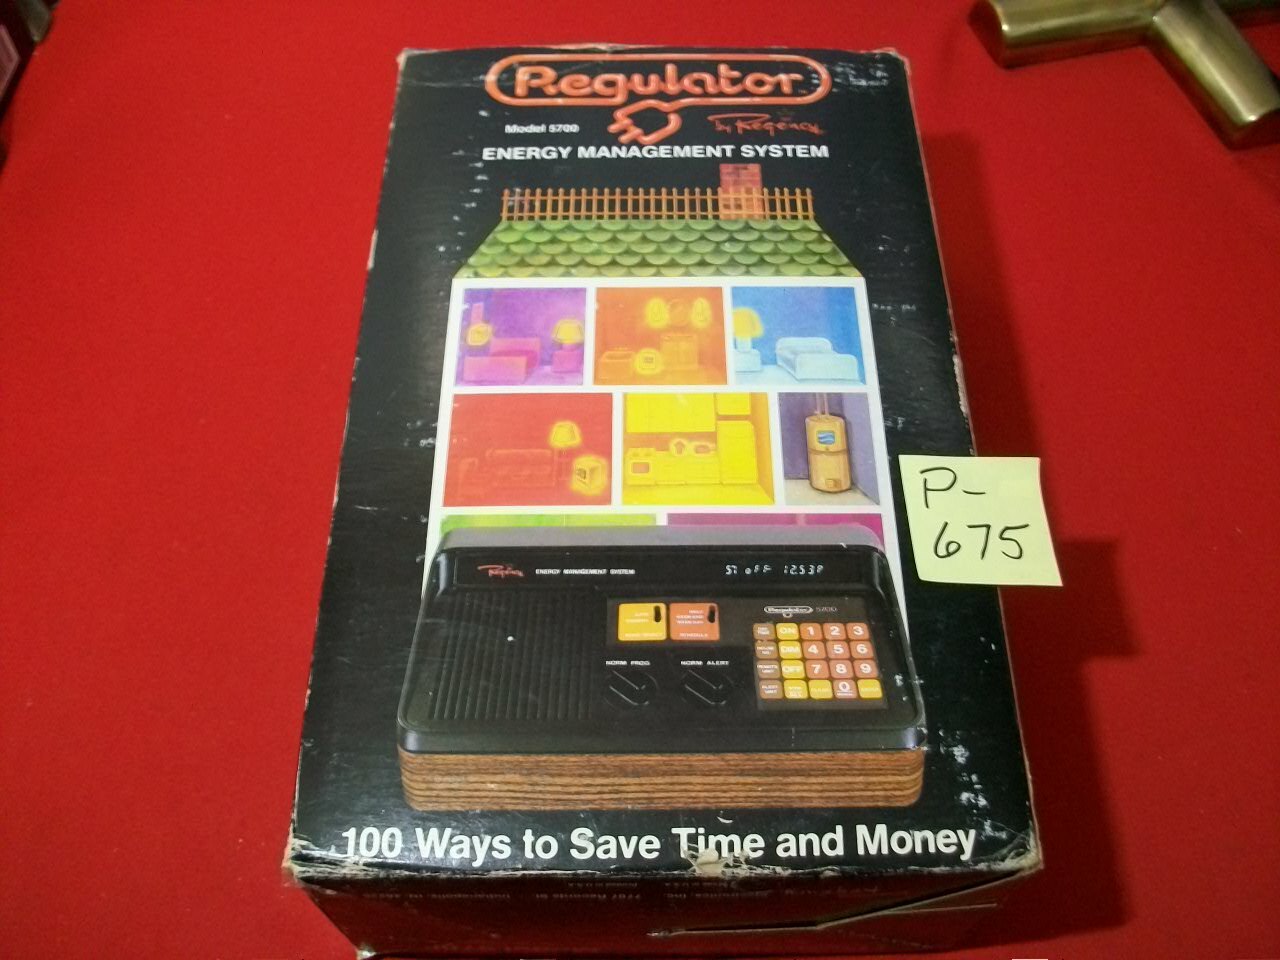 Regulator
Model 5700
by Regency
ENERGY MANAGEMENT SYSTEM
P-
675
Regency ENERGY MANAGEMENT SYSTEM
Regulator 5700
ON 1 2 3
DIM 4 5 6
OFF 7 8 9
0
NORM PROG
NORM ALERT
100 Ways to Save Time and Money